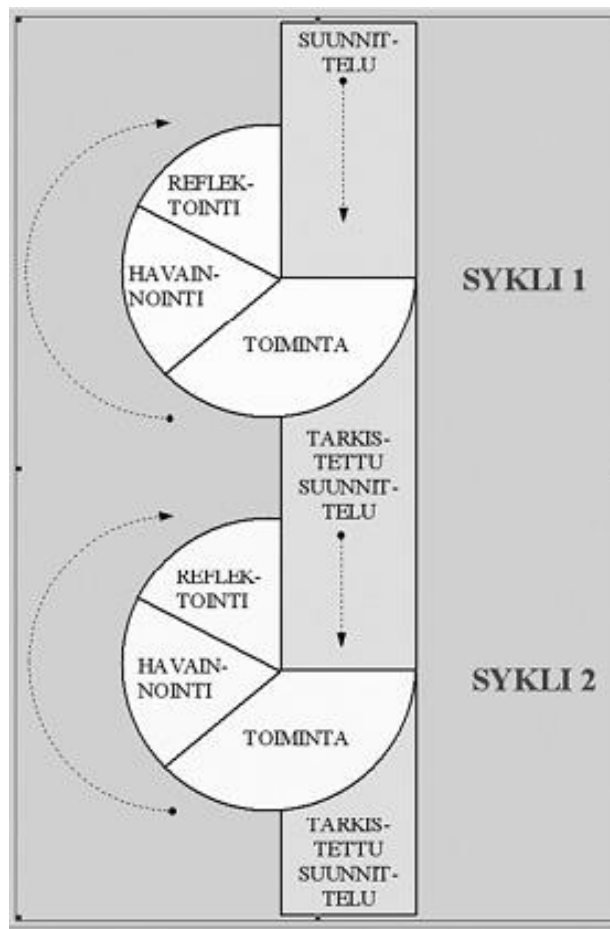 SUUNNIT-
TELU
REFLEK-
TOINTI
HAVAIN-
NOINTI
TOIMINTA
SYKLI 1
TARKIS-
TETTU
SUUNNIT-
TELU
REFLEK-
TOINTI
HAVAIN-
NOINTI
TOIMINTA
SYKLI 2
TARKIS-
TETTU
SUUNNIT-
TELU